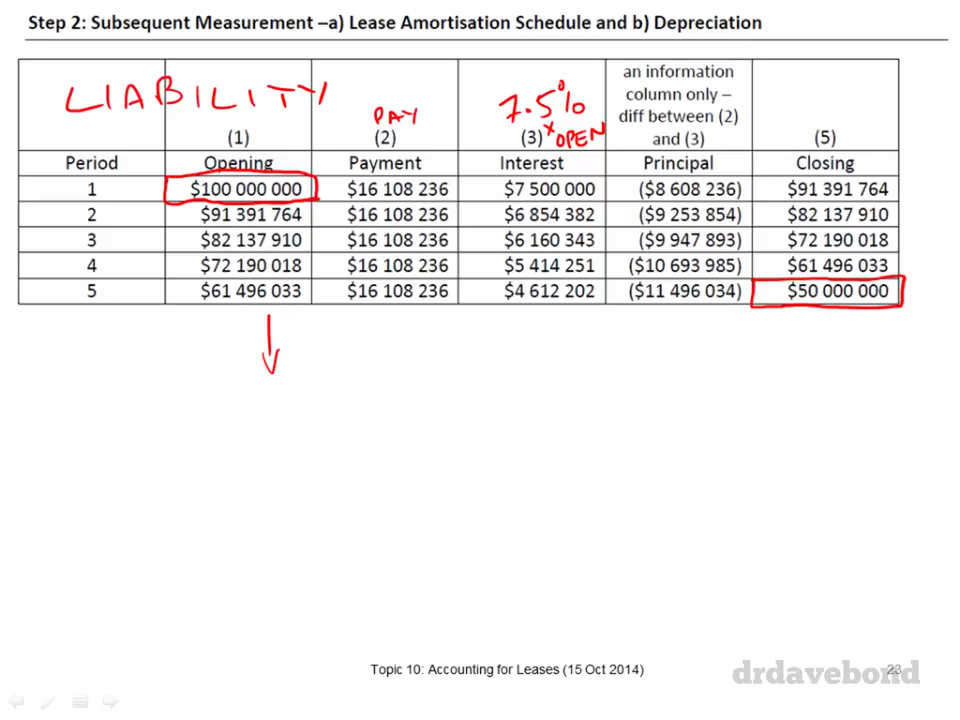 Step 2: Subsequent Measurement –a) Lease Amortisation Schedule and b) Depreciation
LIABILITY
(1)
PAY
(2)
7.5%
(3) x OPEN
an information
column only –
diff between (2)
and (3)
(5)
Period Opening Payment Interest Principal Closing
1 $100 000 000 $16 108 236 $7 500 000 ($8 608 236) $91 391 764
2 $91 391 764 $16 108 236 $6 854 382 ($9 253 854) $82 137 910
3 $82 137 910 $16 108 236 $6 160 343 ($9 947 893) $72 190 018
4 $72 190 018 $16 108 236 $5 414 251 ($10 693 985) $61 496 033
5 $61 496 033 $16 108 236 $4 612 202 ($11 496 034) $50 000 000
Topic 10: Accounting for Leases (15 Oct 2014)
23
drdavebond